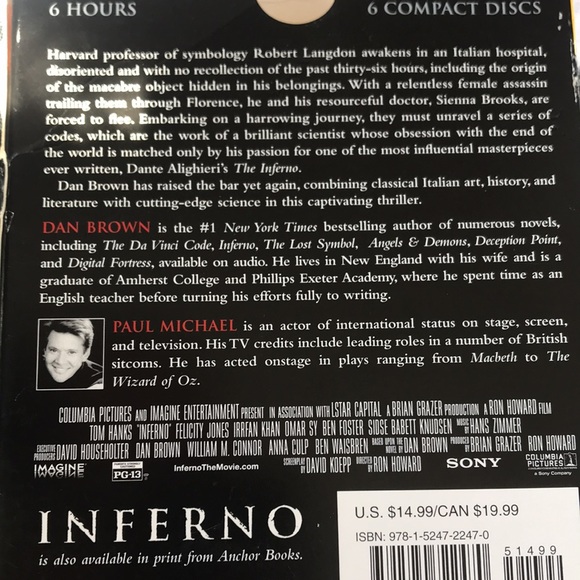 6 HOURS
6 COMPACT DISCS
Harvard professor of symbology Robert Langdon awakens in an Italian hospital,
disoriented and with no recollection of the past thirty-six hours, including the origin
of the macabre object hidden in his belongings. With a relentless female assassin
trailing them through Florence, he and his resourceful doctor, Sienna Brooks, are
forced to flee. Embarking on a harrowing journey, they must unravel a series of
codes, which are the work of a brilliant scientist whose obsession with the end of
the world is matched only by his passion for one of the most influential masterpieces
ever written, Dante Alighieri's The Inferno.
Dan Brown has raised the bar yet again, combining classical Italian art, history, and
literature with cutting-edge science in this captivating thriller.
DAN BROWN is the #1 New York Times bestselling author of numerous novels,
including The Da Vinci Code, Inferno, The Lost Symbol, Angels & Demons, Deception Point,
and Digital Fortress, available on audio. He lives in New England with his wife and is a
graduate of Amherst College and Phillips Exeter Academy, where he spent time as an
English teacher before turning his efforts fully to writing.
PAUL MICHAEL is an actor of international status on stage, screen,
and television. His TV credits include leading roles in a number of British
sitcoms. He has acted onstage in plays ranging from Macbeth to The
Wizard of Oz.
COLUMBIA PICTURES AND IMAGINE ENTERTAINMENT PRESENT IN ASSOCIATION WITH LSTAR CAPITAL A BRIAN GRAZER PRODUCTION A RON HOWARD FILM
TOM HANKS "INFERNO" FELICITY JONES IRRFAN KHAN OMAR SY BEN FOSTER SIDSE BABETT KNUDSEN MUSIC BY HANS ZIMMER
EXECUTIVE PRODUCERS DAVID HOUSEHOLTER DAN BROWN WILLIAM M. CONNOR ANNA CULP BEN WAISBREN BASED UPON THE NOVEL BY DAN BROWN PRODUCED BY BRIAN GRAZER RON HOWARD
SCREENPLAY BY DAVID KOEPP DIRECTED BY RON HOWARD
IMAGINE
PG-13
InfernoTheMovie.com
SONY
COLUMBIA PICTURES
a Sony Company
INFERNO
is also available in print from Anchor Books.
U.S. $14.99/CAN $19.99
ISBN: 978-1-5247-2247-0
51499